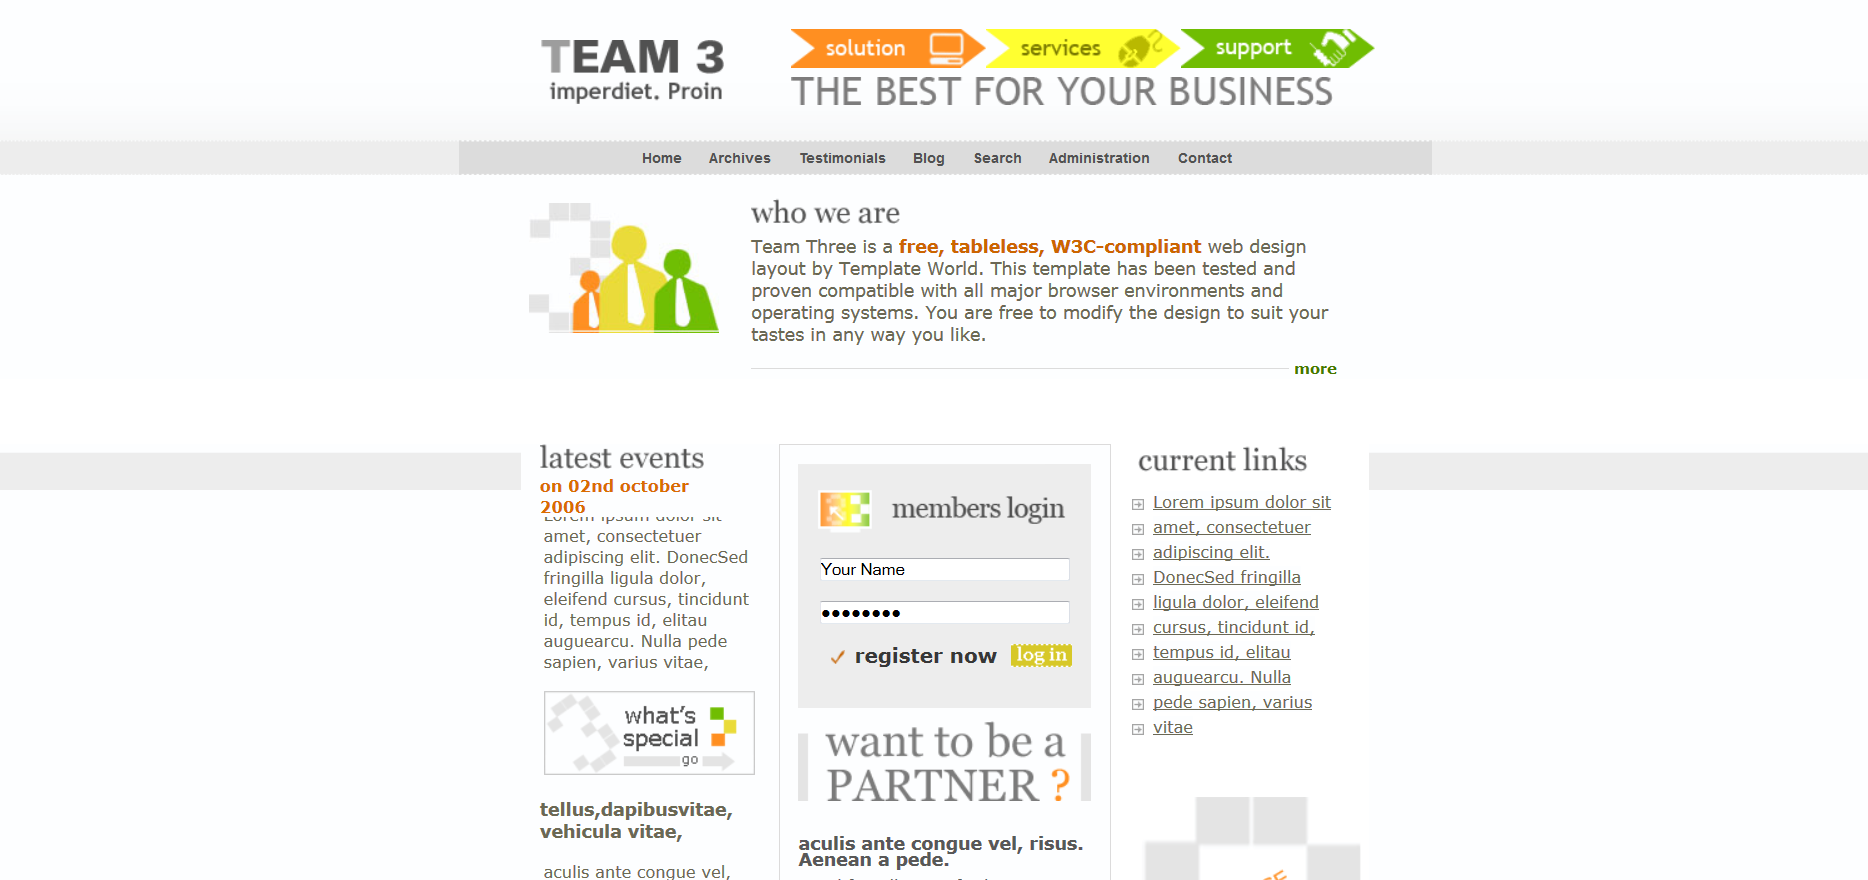 TEAM 3
imperdiet. Proin
solution
services
support
THE BEST FOR YOUR BUSINESS
Home
Archives
Testimonials
Blog
Search
Administration
Contact
who we are
Team Three is a free, tableless, W3C-compliant web design
layout by Template World. This template has been tested and
proven compatible with all major browser environments and
operating systems. You are free to modify the design to suit your
tastes in any way you like.
more
latest events
on 02nd october
2006
Lorem ipsum dolor sit
amet, consectetuer
adipiscing elit. DonecSed
fringilla ligula dolor,
eleifend cursus, tincidunt
id, tempus id, elitau
auguearcu. Nulla pede
sapien, varius vitae,
what's
special
go
tellus,dapibusvitae,
vehicula vitae,
aculis ante congue vel,
members login
Your Name
●●●●●●●●
register now
log in
want to be a
PARTNER ?
aculis ante congue vel, risus.
Aenean a pede.
current links
Lorem ipsum dolor sit
amet, consectetuer
adipiscing elit.
DonecSed fringilla
ligula dolor, eleifend
cursus, tincidunt id,
tempus id, elitau
auguearcu. Nulla
pede sapien, varius
vitae